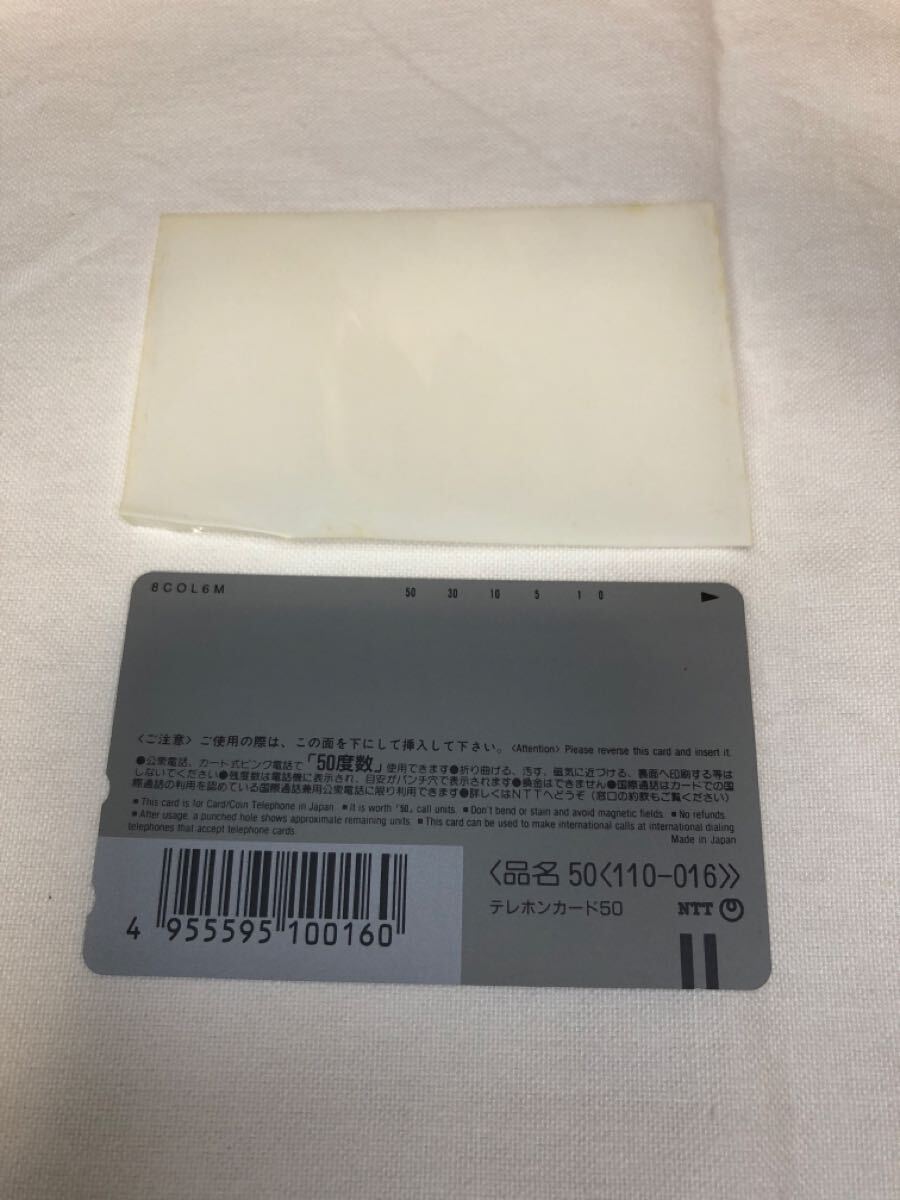 8COL6M 50 30 10 5 1 0
〈ご注意〉ご使用の際は、この面を下にして挿入して下さい。〈Attention〉Please reverse this card and insert it.
●公衆電話、カード式ピンク電話で「50度数」使用できます●折り曲げる、汚す、磁気に近づける、裏面へ印刷する等は
しないでください●残度数は電話機に表示され、目安がパンチ穴で表示されます●換金はできません●国際通話はカードでの国
際通話の利用を認めている国際通話兼用公衆電話に限り利用できます●詳しくはNTTへどうぞ（窓口の約款もご覧ください）
■This card is for Card/Coin Telephone in Japan ■It is worth「50」call units. ■Don't bend or stain and avoid magnetic fields. ■No refunds.
■After usage, a punched hole shows approximate remaining units. ■This card can be used to make international calls at international dialing
telephones that accept telephone cards.
Made in Japan
〈品名 50〈110-016〉〉
テレホンカード50 NTT
4 955595 100160